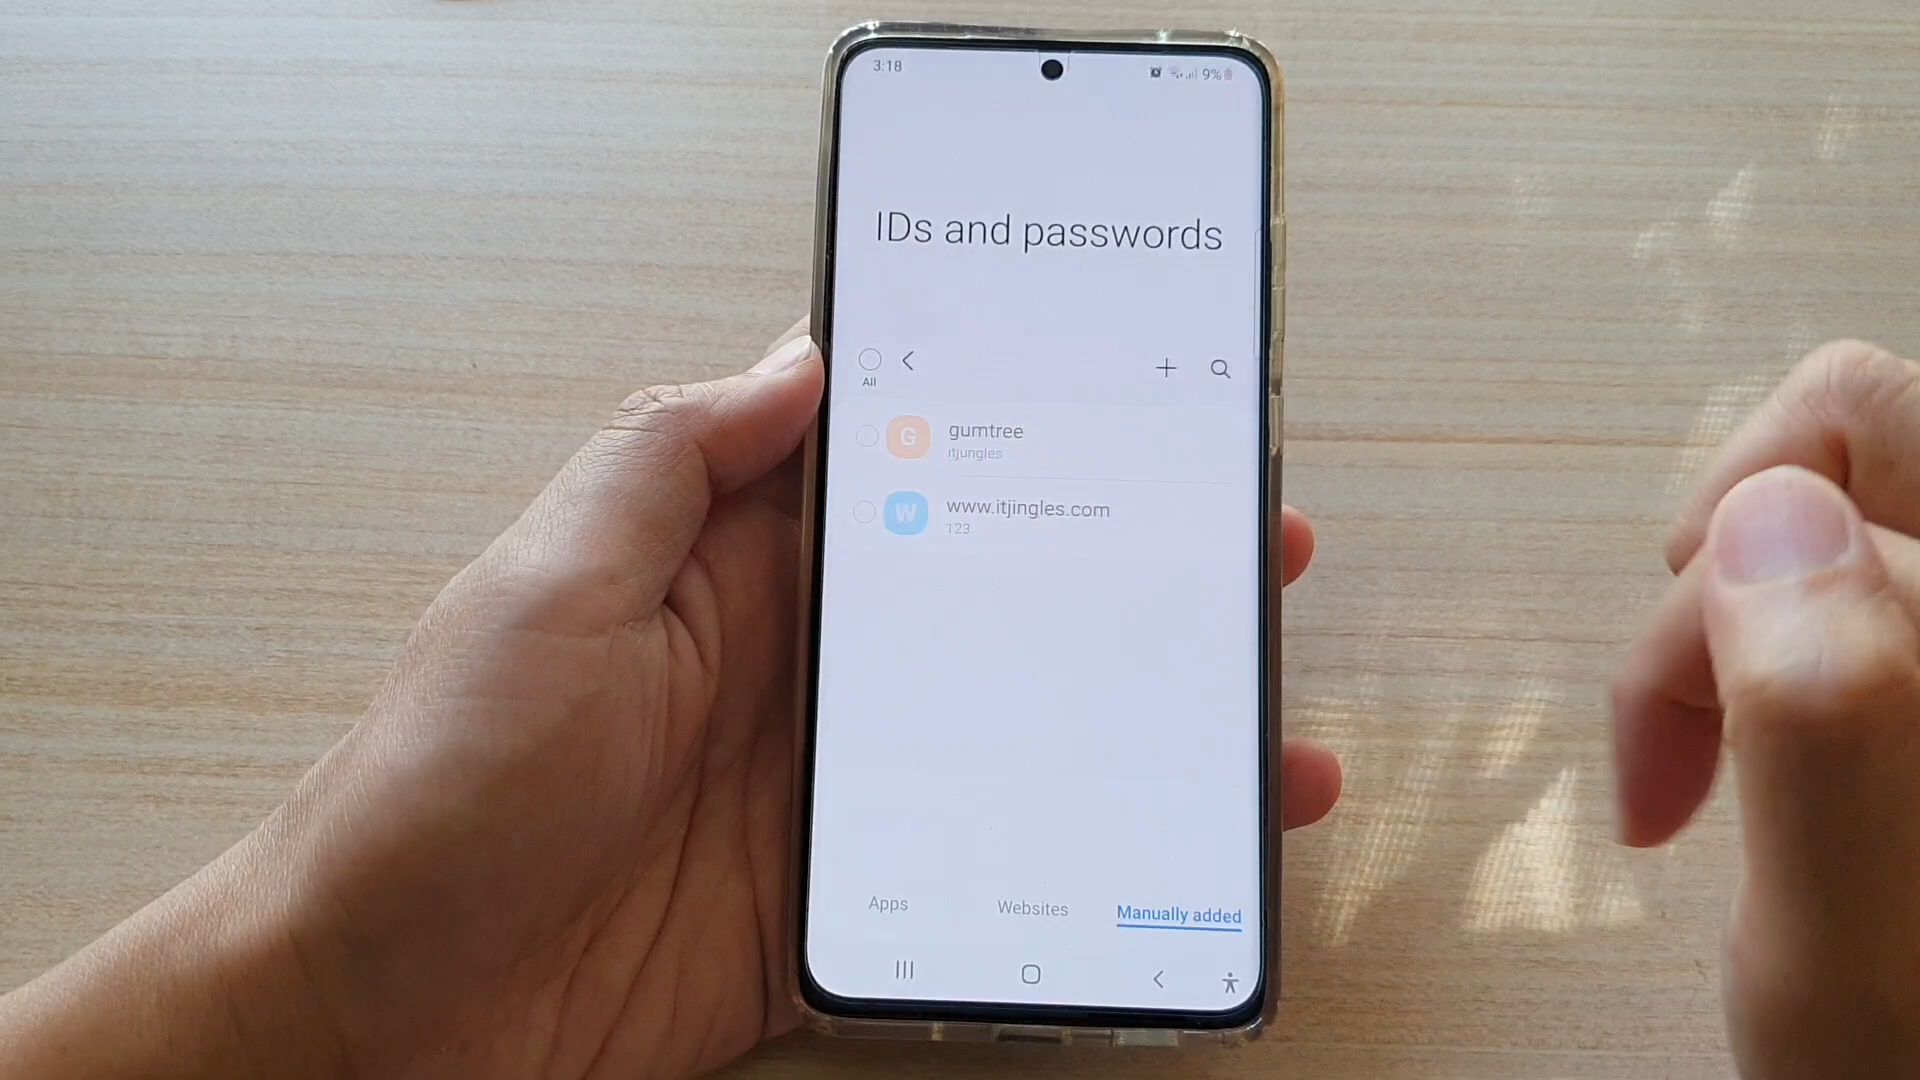 3:18
9%
IDs and passwords
All
G
gumtree
itjungles
W
www.itjingles.com
123
Apps
Websites
Manually added